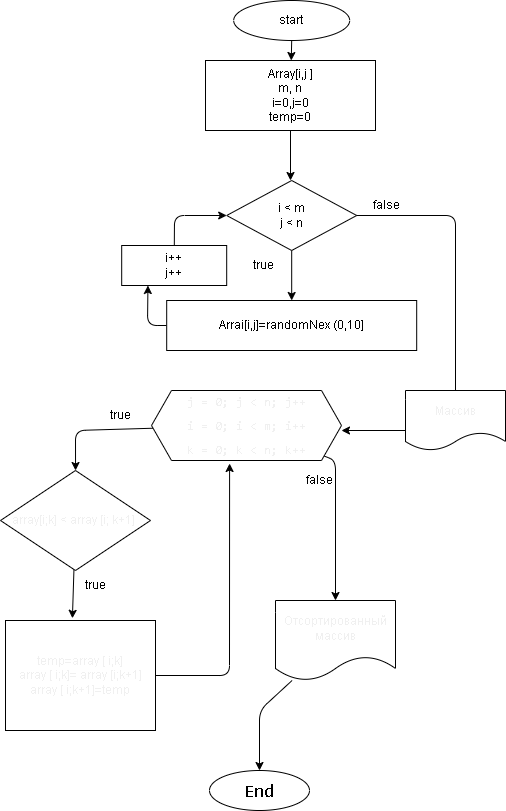 start
Array[i,j ]
m, n
i=0,j=0
temp=0
i < m
j < n
false
i++
j++
true
Arrai[i,j]=randomNex (0,10]
j = 0; j < n; j++
i = 0; i < m; i++
k = 0; k < n; k++
Массив
true
false
array[i;k] < array [i; k+1]
true
Отсортированный
массив
temp=array [ i;k]
array [ i;k]= array [i;k+1]
array [ i;k+1]=temp
End